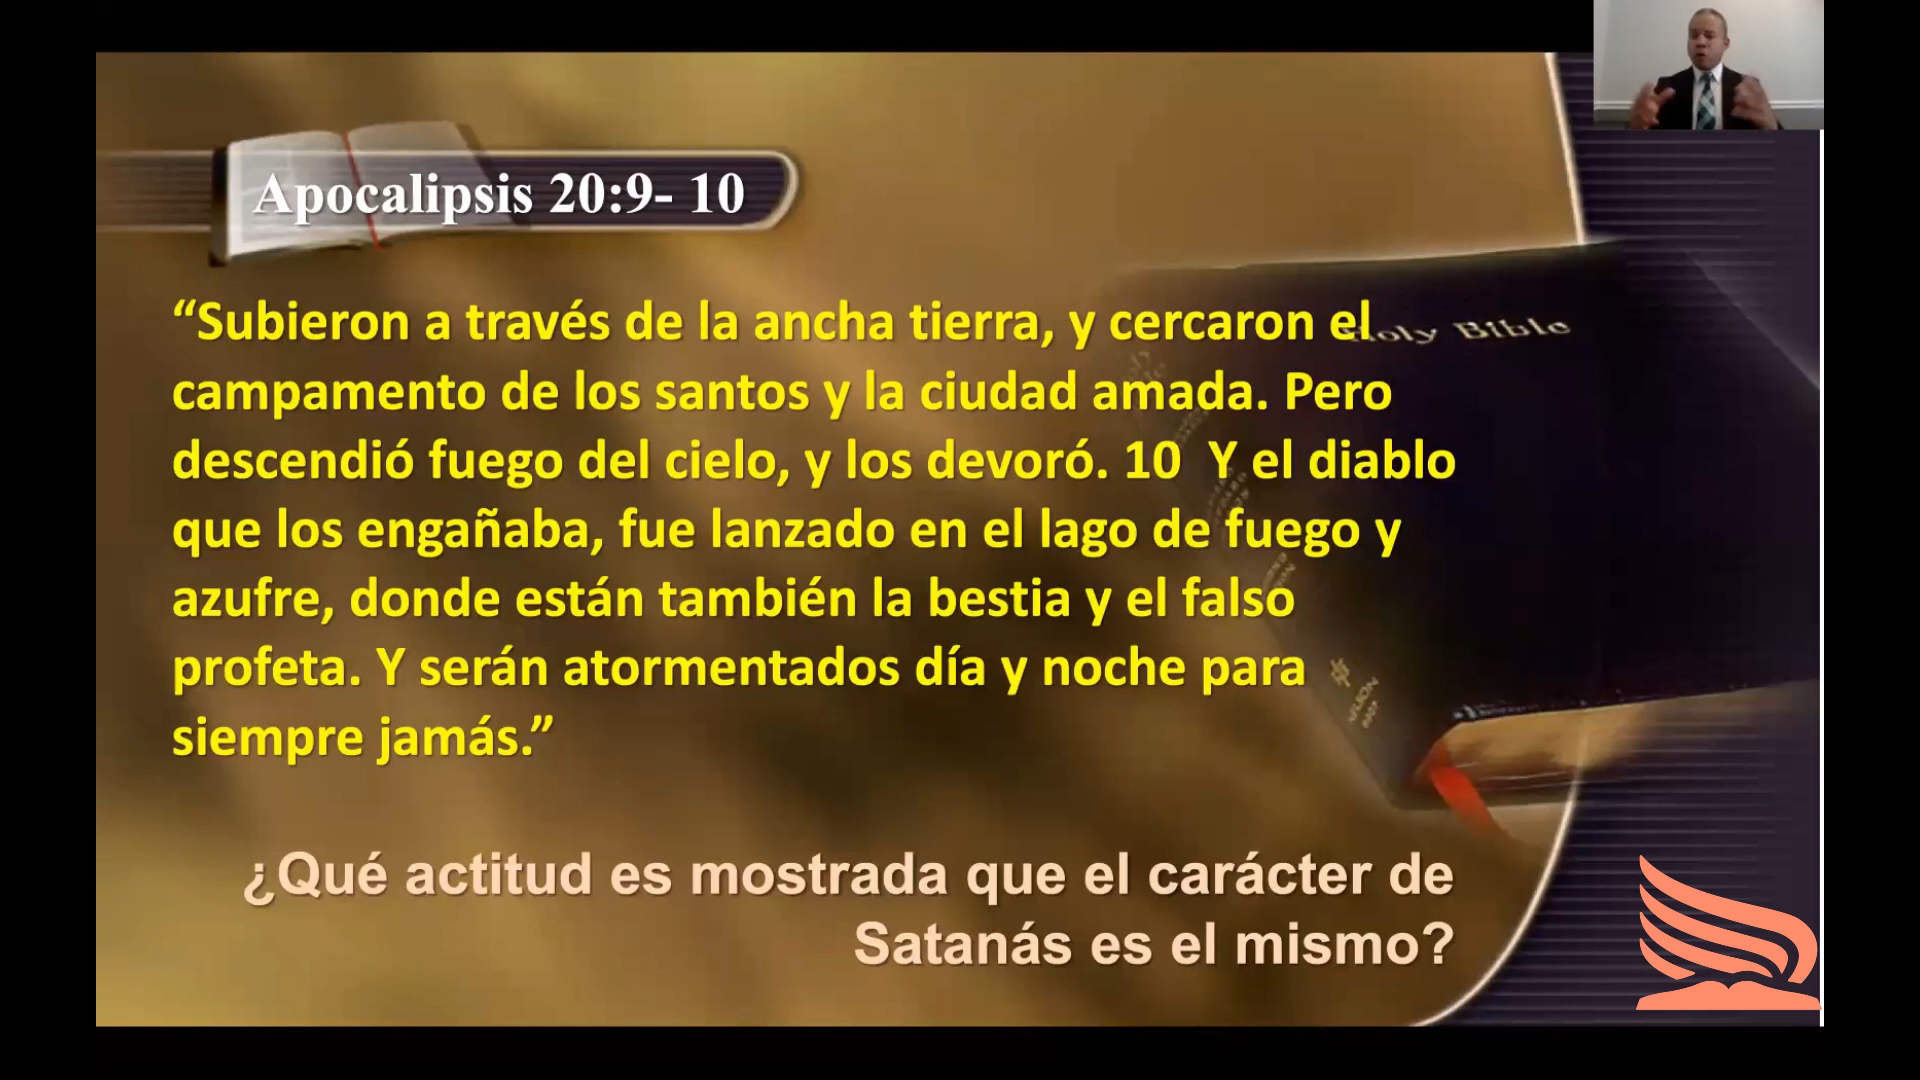 Apocalipsis 20:9- 10
“Subieron a través de la ancha tierra, y cercaron el
campamento de los santos y la ciudad amada. Pero
descendió fuego del cielo, y los devoró. 10 Y el diablo
que los engañaba, fue lanzado en el lago de fuego y
azufre, donde están también la bestia y el falso
profeta. Y serán atormentados día y noche para
siempre jamás.”
¿Qué actitud es mostrada que el carácter de
Satanás es el mismo?
Holy Bible